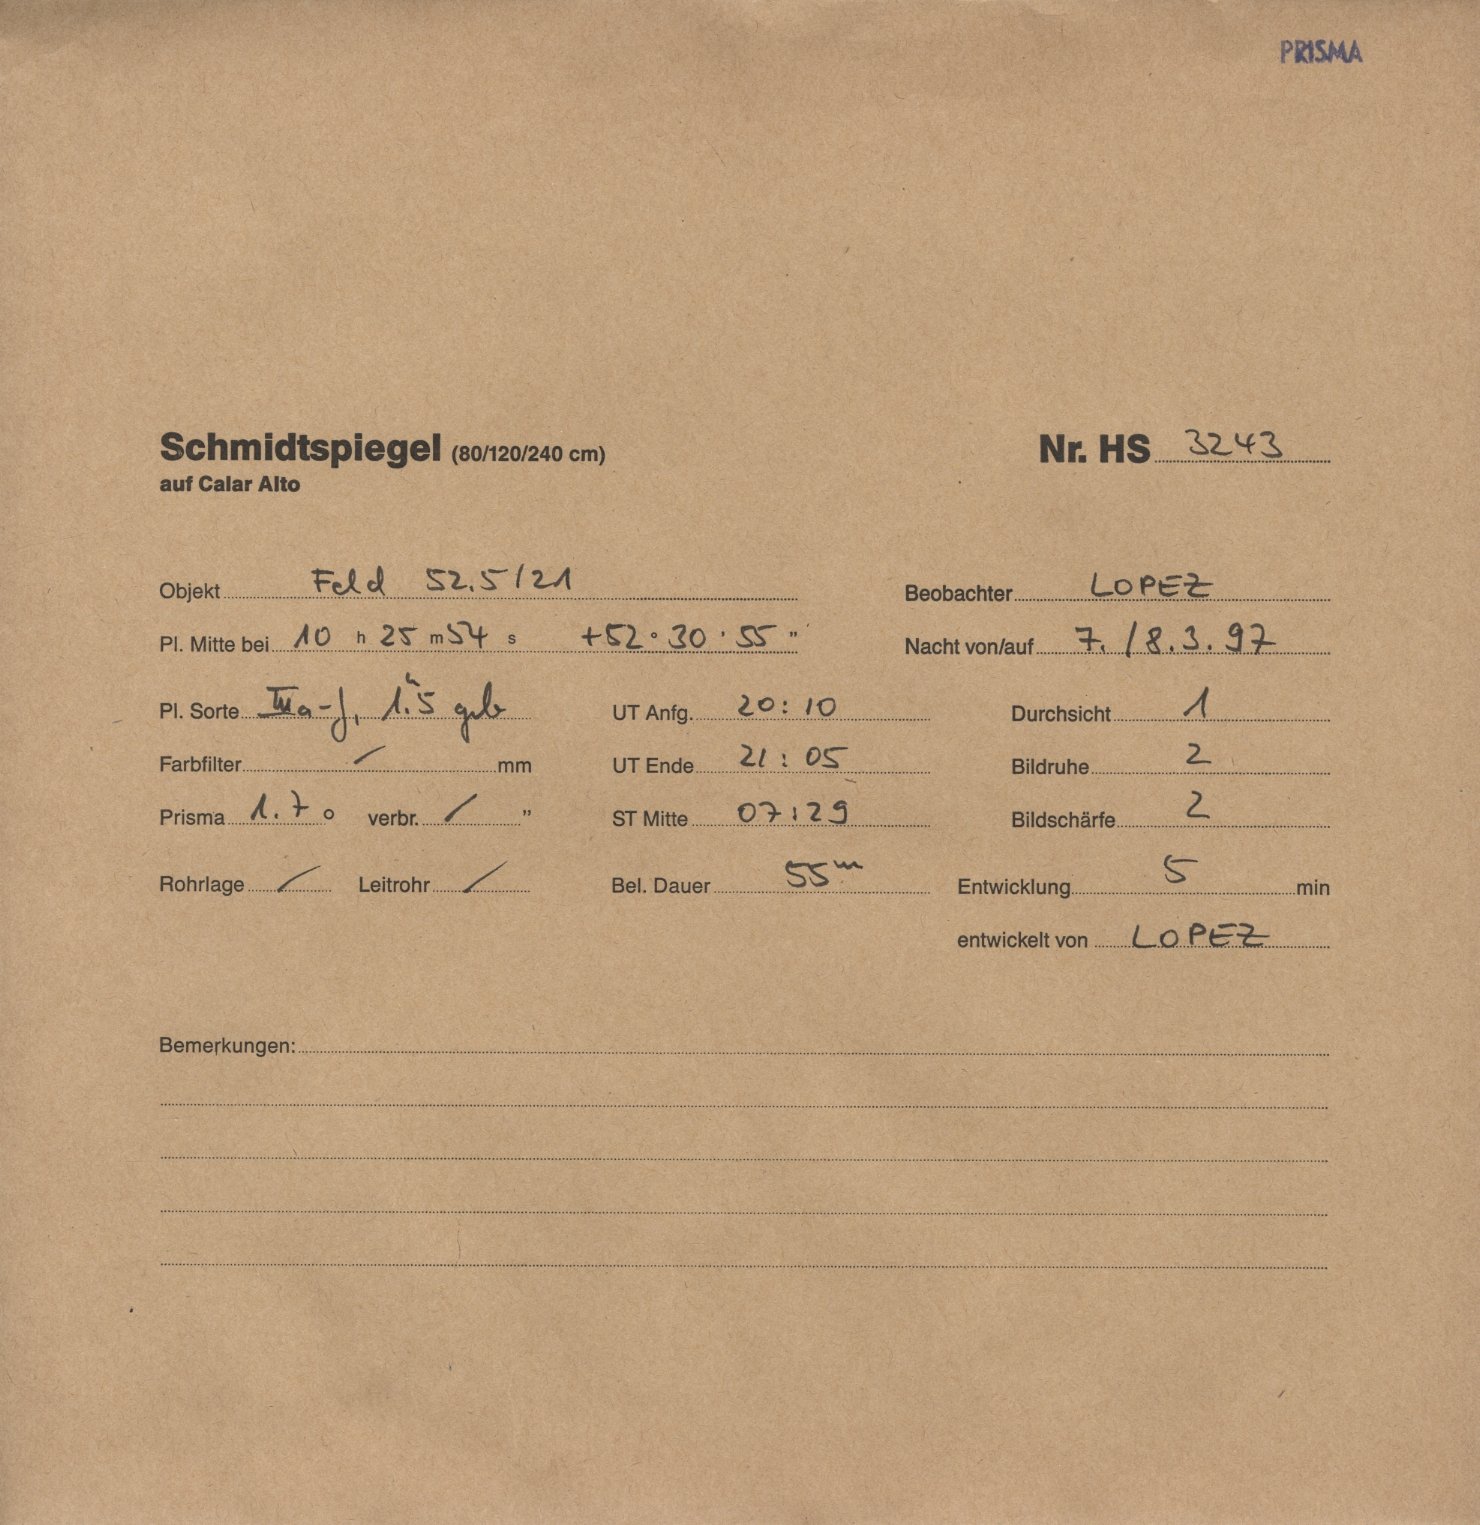 PRISMA
Schmidtspiegel (80/120/240 cm) Nr. HS 3243
auf Calar Alto
Objekt Feld 52.5/21 Beobachter LOPEZ
Pl. Mitte bei 10 h 25 m 54 s +52 ° 30 ' 55 " Nacht von/auf 7./8.3.97
Pl. Sorte IIIa-J, 1.5h geb UT Anfg. 20:10 Durchsicht 1
Farbfilter / mm UT Ende 21:05 Bildruhe 2
Prisma 1.7 ° verbr. / " ST Mitte 07:29 Bildschärfe 2
Rohrlage / Leitrohr / Bel. Dauer 55m Entwicklung 5 min
entwickelt von LOPEZ
Bemerkungen: